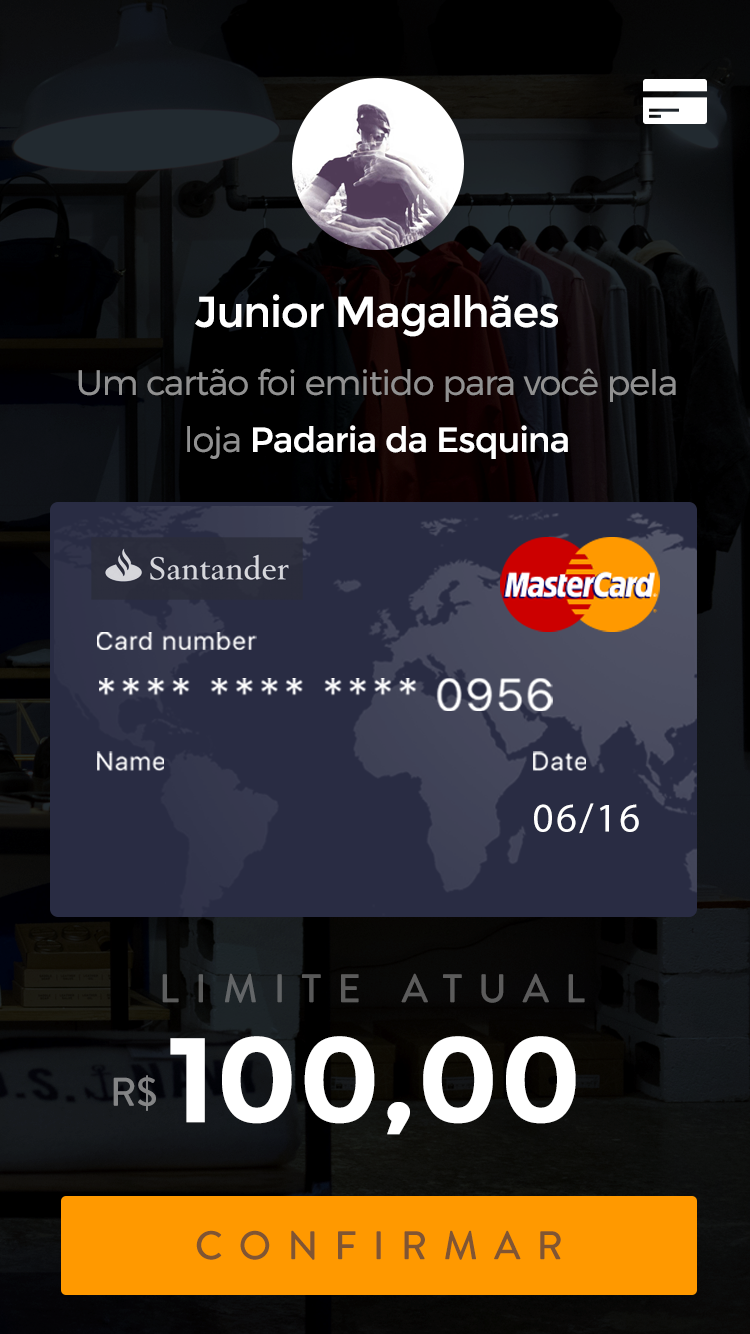 Junior Magalhães
Um cartão foi emitido para você pela
loja Padaria da Esquina
Santander
MasterCard
Card number
**** **** **** 0956
Name
Date
06/16
LIMITE ATUAL
R$ 100,00
CONFIRMAR